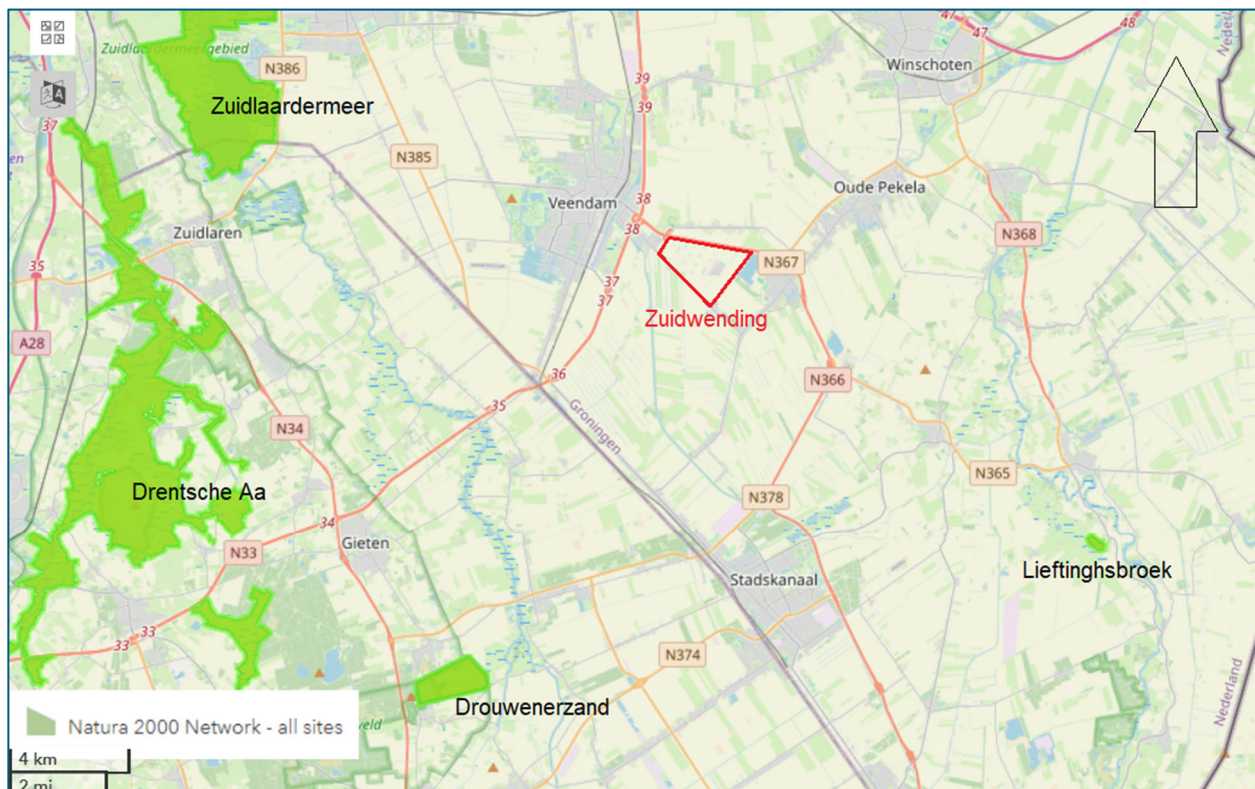 47
47
48
Zuidlaardermeergebied
N386
Winschoten
39
Zuidlaardermeer
39
37
N385
Oude Pekela
Veendam
38
38
Zuidlaren
N368
N367
35
37
37
Zuidwending
A28
36
N366
35
Groningen
N34
N365
Drentsche Aa
N378
34
N33
Gieten
Stadskanaal
Lieftinghsbroek
33
33
N374
Nederland
Drouwenerzand
Natura 2000 Network - all sites
4 km
2 mi